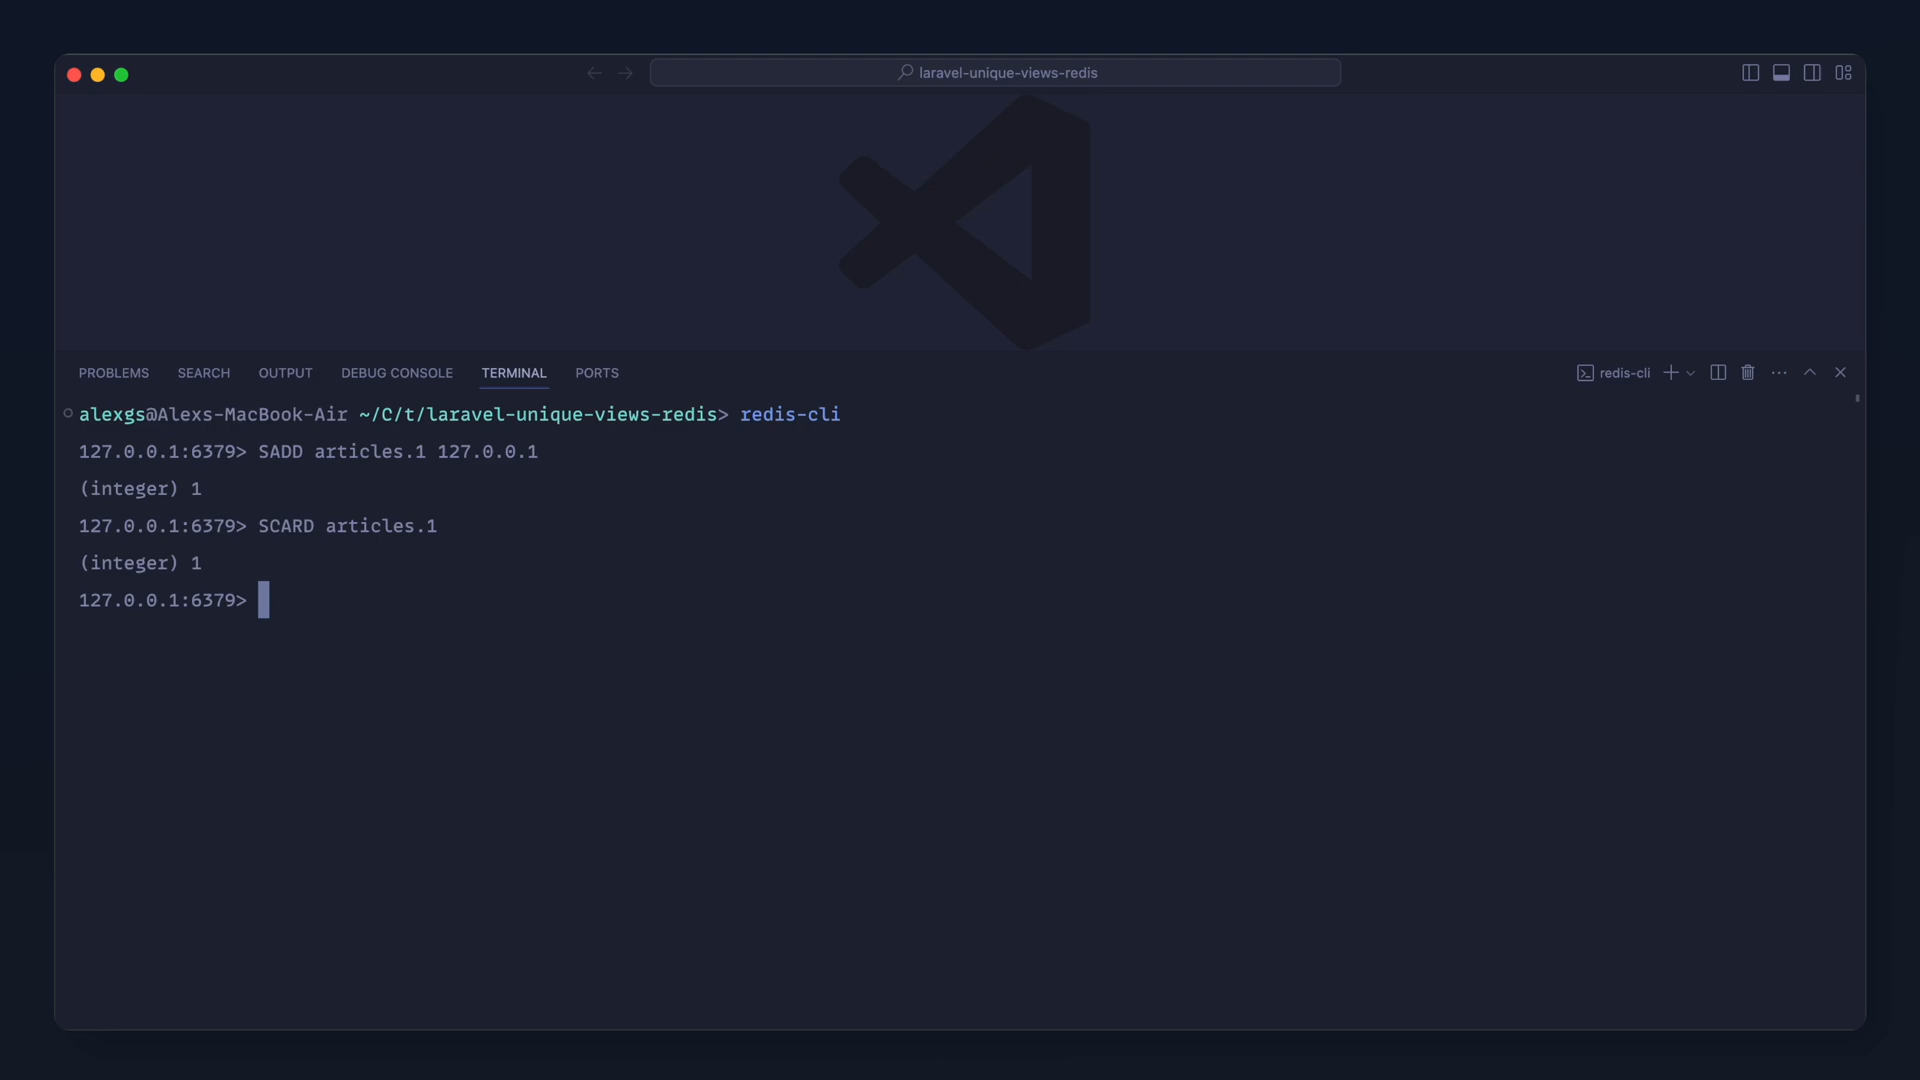 laravel-unique-views-redis
PROBLEMS SEARCH OUTPUT DEBUG CONSOLE TERMINAL PORTS redis-cli
alexgs@Alexs-MacBook-Air ~/C/t/laravel-unique-views-redis> redis-cli
127.0.0.1:6379> SADD articles.1 127.0.0.1
(integer) 1
127.0.0.1:6379> SCARD articles.1
(integer) 1
127.0.0.1:6379>